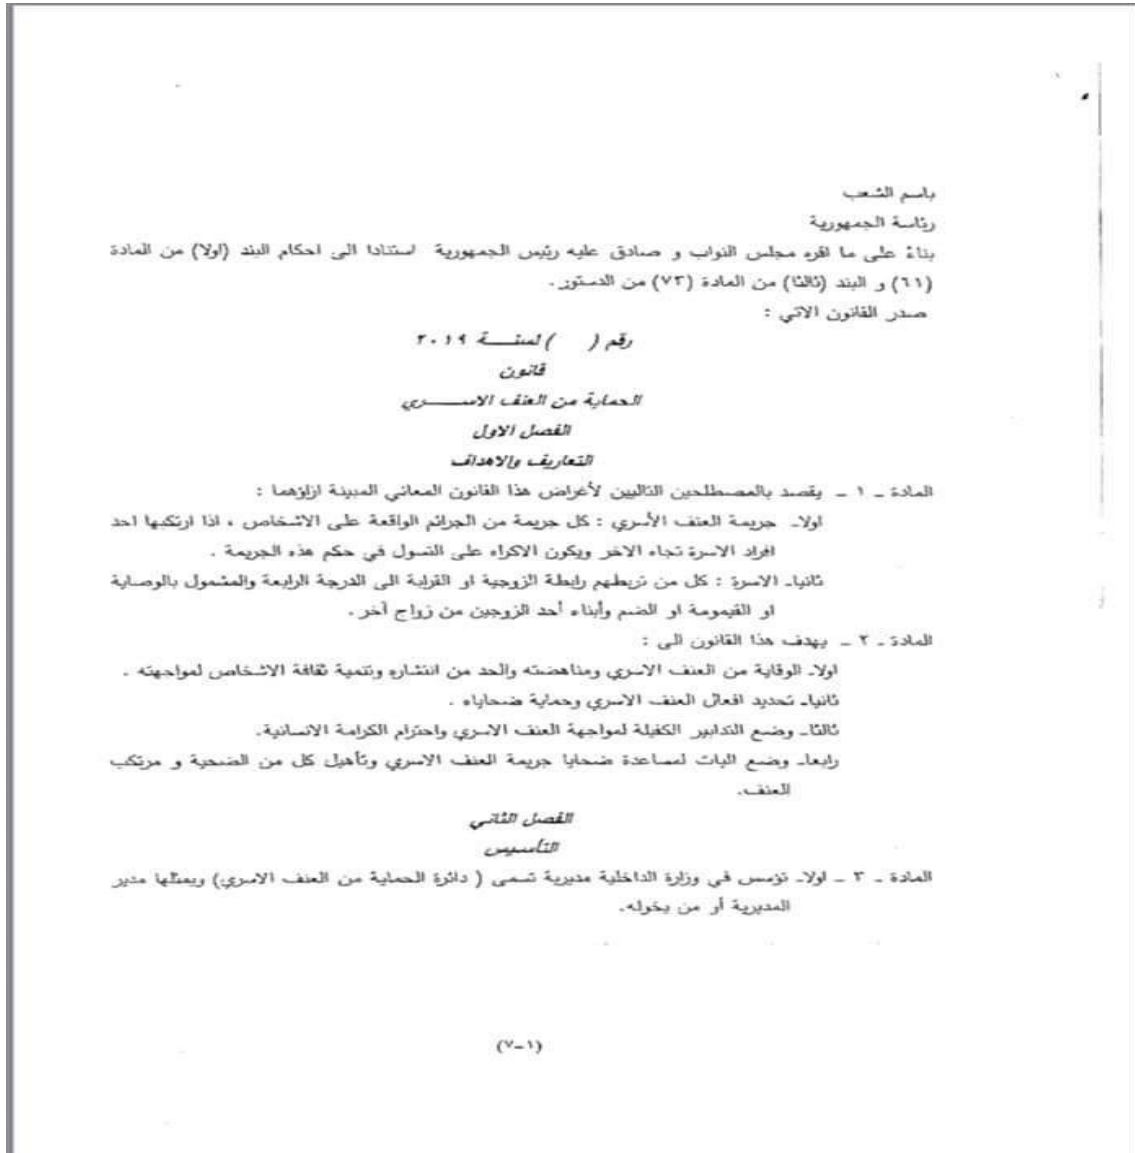 باسم الشعب
رئاسة الجمهورية
بناءً على ما اقره مجلس النواب و صادق عليه رئيس الجمهورية استنادا الى احكام البند (اولا) من المادة
(٦١) و البند (ثالثا) من المادة (٧٣) من الدستور .
صدر القانون الاتي :
رقم ( ) لسنــــة ٢٠١٩
قانون
الحماية من العنف الاســــــري
الفصل الاول
التعاريف والاهداف
المادة ـ ١ ـ يقصد بالمصطلحين التاليين لأغراض هذا القانون المعاني المبينة ازاؤهما :
اولا۔ جريمة العنف الأسري : كل جريمة من الجرائم الواقعة على الاشخاص ، اذا ارتكبها احد
افراد الاسرة تجاه الاخر ويكون الاكراه على التسول في حكم هذه الجريمة .
ثانيا۔ الاسرة : كل من تربطهم رابطة الزوجية او القرابة الى الدرجة الرابعة والمشمول بالوصاية
او القيمومة او الضم وأبناء أحد الزوجين من زواج آخر .
المادة ـ ٢ ـ يهدف هذا القانون الى :
اولا۔ الوقاية من العنف الاسري ومناهضته والحد من انتشاره وتنمية ثقافة الاشخاص لمواجهته .
ثانيا۔ تحديد افعال العنف الاسري وحماية ضحاياه .
ثالثا۔ وضع التدابير الكفيلة لمواجهة العنف الاسري واحترام الكرامة الانسانية.
رابعا۔ وضع اليات لمساعدة ضحايا جريمة العنف الاسري وتأهيل كل من الضحية و مرتكب
العنف.
الفصل الثاني
التأسيس
المادة ـ ٣ ـ اولا۔ تؤسس في وزارة الداخلية مديرية تسمى ( دائرة الحماية من العنف الاسري) ويمثلها مدير
المديرية أو من يخوله.
(٧-١)